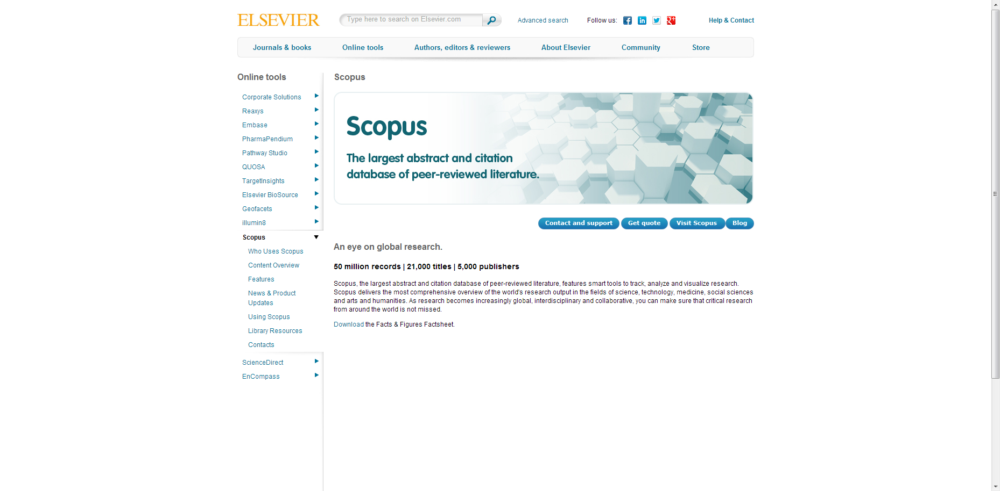 ELSEVIER
Type here to search on Elsevier.com
Advanced search
Follow us:
Help & Contact
Journals & books
Online tools
Authors, editors & reviewers
About Elsevier
Community
Store
Online tools
Corporate Solutions
Reaxys
Embase
PharmaPendium
Pathway Studio
QUOSA
TargetInsights
Elsevier BioSource
Geofacets
illumin8
Scopus
Who Uses Scopus
Content Overview
Features
News & Product
Updates
Using Scopus
Library Resources
Contacts
ScienceDirect
EnCompass
Scopus
Scopus
The largest abstract and citation
database of peer-reviewed literature.
Contact and support
Get quote
Visit Scopus
Blog
An eye on global research.
50 million records | 21,000 titles | 5,000 publishers
Scopus, the largest abstract and citation database of peer-reviewed literature, features smart tools to track, analyze and visualize research.
Scopus delivers the most comprehensive overview of the world's research output in the fields of science, technology, medicine, social sciences
and arts and humanities. As research becomes increasingly global, interdisciplinary and collaborative, you can make sure that critical research
from around the world is not missed.
Download the Facts & Figures Factsheet.